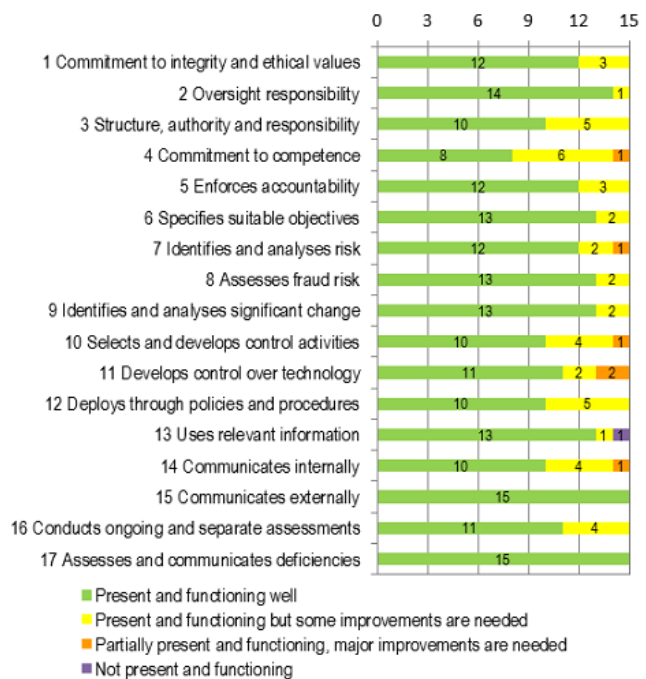 0 3 6 9 12 15
1 Commitment to integrity and ethical values 12 3
2 Oversight responsibility 14 1
3 Structure, authority and responsibility 10 5
4 Commitment to competence 8 6 1
5 Enforces accountability 12 3
6 Specifies suitable objectives 13 2
7 Identifies and analyses risk 12 2 1
8 Assesses fraud risk 13 2
9 Identifies and analyses significant change 13 2
10 Selects and develops control activities 10 4 1
11 Develops control over technology 11 2 2
12 Deploys through policies and procedures 10 5
13 Uses relevant information 13 1 1
14 Communicates internally 10 4 1
15 Communicates externally 15
16 Conducts ongoing and separate assessments 11 4
17 Assesses and communicates deficiencies 15
Present and functioning well
Present and functioning but some improvements are needed
Partially present and functioning, major improvements are needed
Not present and functioning